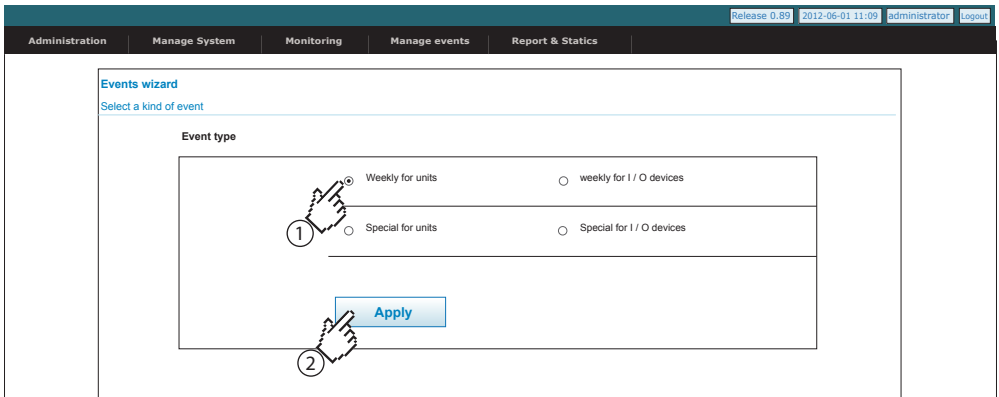 Release 0.89 2012-06-01 11:09 administrator Logout
Administration Manage System Monitoring Manage events Report & Statics
Events wizard
Select a kind of event
Event type
Weekly for units weekly for I / O devices
1
Special for units Special for I / O devices
Apply
2